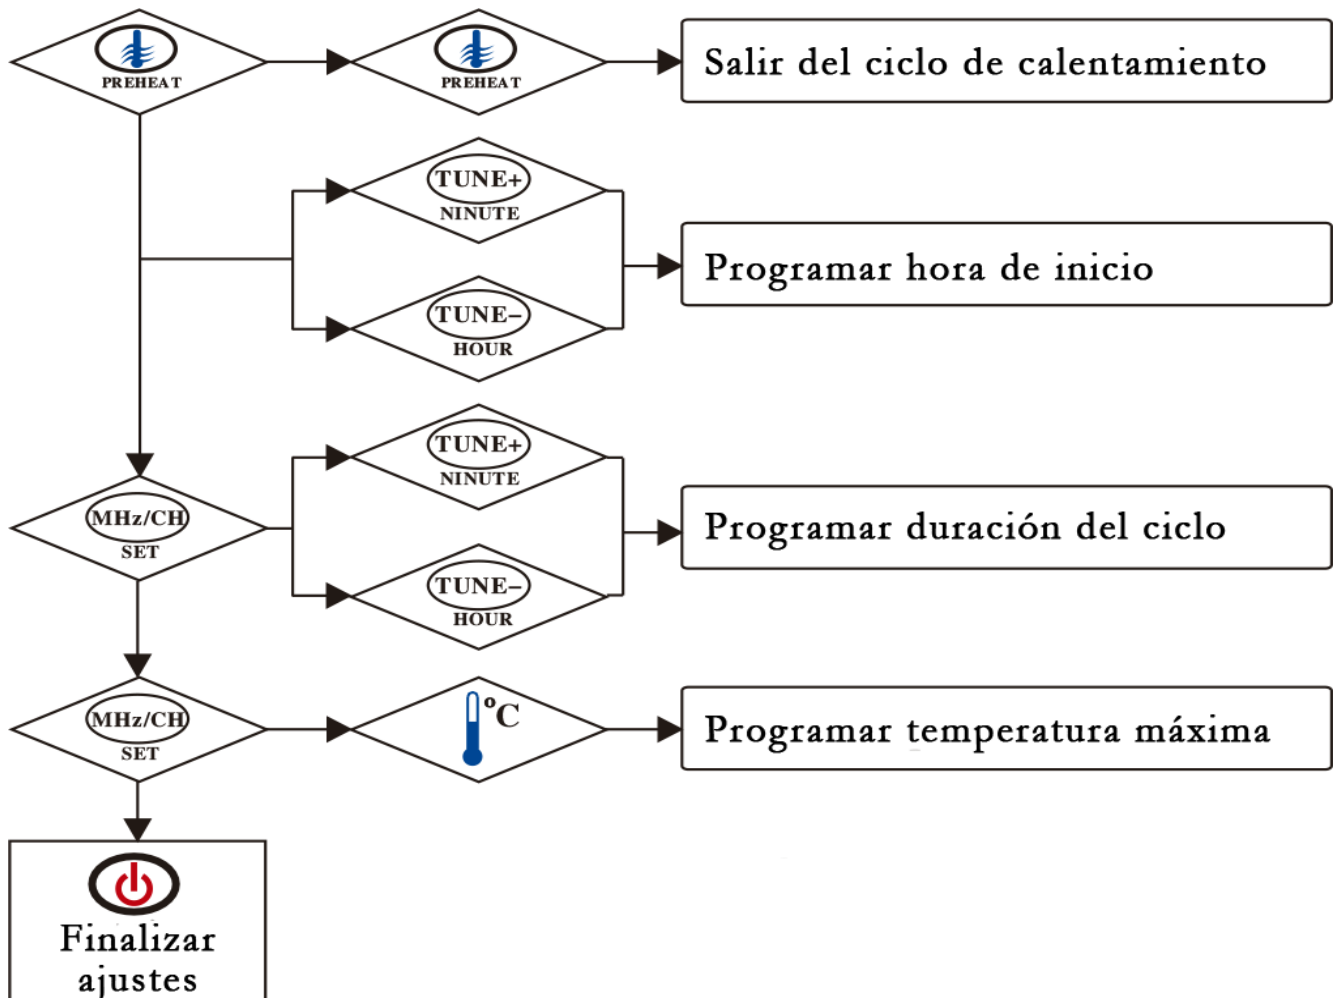 PREHEAT
PREHEAT
Salir del ciclo de calentamiento
TUNE+
NINUTE
Programar hora de inicio
TUNE−
HOUR
TUNE+
NINUTE
MHz/CH
SET
Programar duración del ciclo
TUNE−
HOUR
MHz/CH
SET
°C
Programar temperatura máxima
Finalizar
ajustes